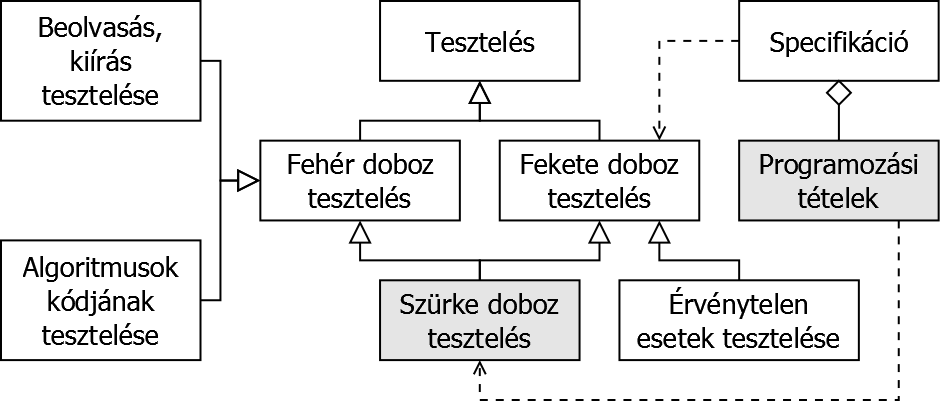 Beolvasás,
kiírás
tesztelése
Tesztelés
Specifikáció
Fehér doboz
tesztelés
Fekete doboz
tesztelés
Programozási
tételek
Algoritmusok
kódjának
tesztelése
Szürke doboz
tesztelés
Érvénytelen
esetek tesztelése